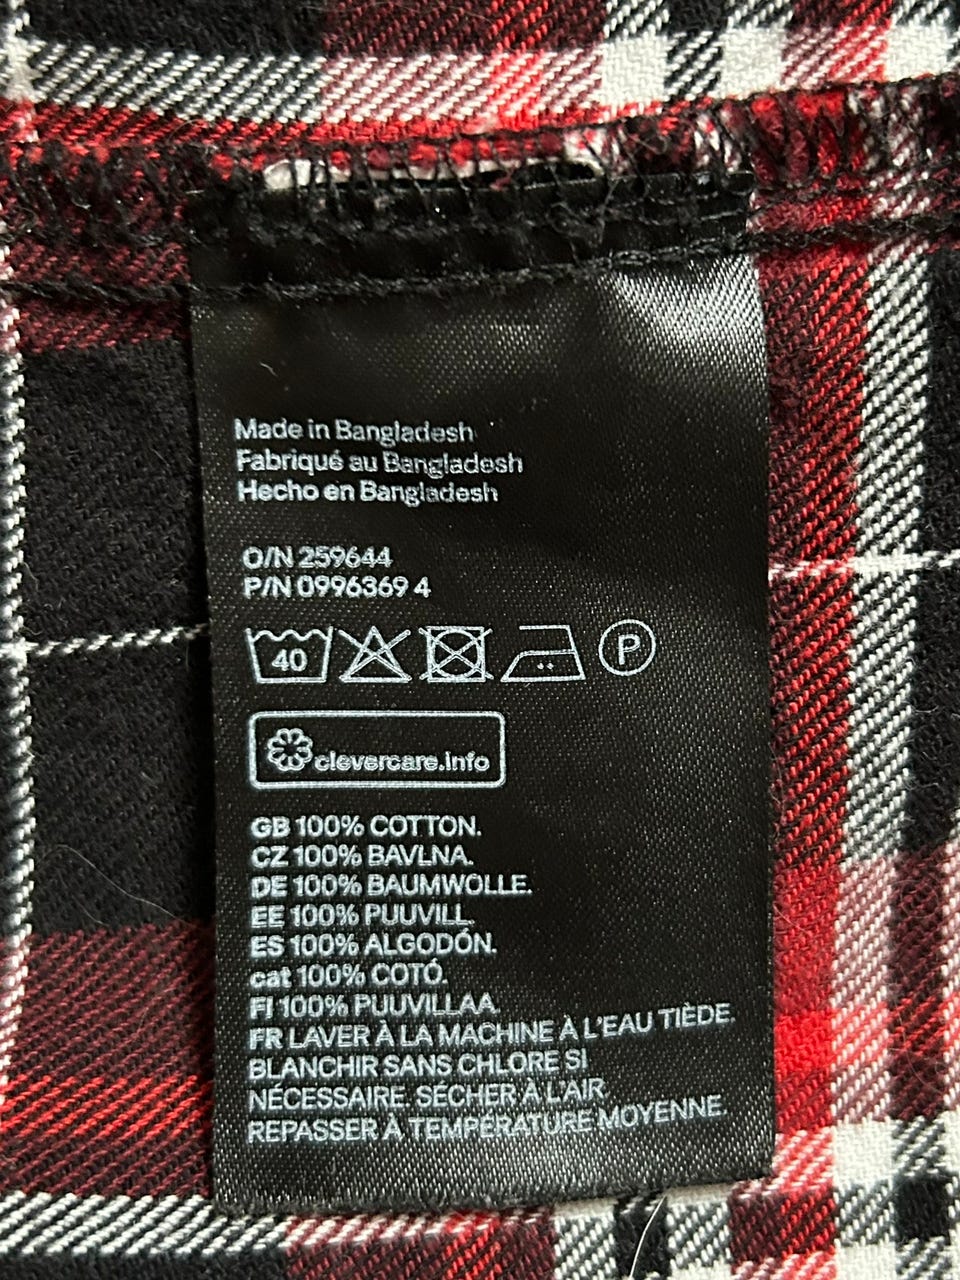 Made in Bangladesh
Fabriqué au Bangladesh
Hecho en Bangladesh
O/N 259644
P/N 0996369 4
40 P
clevercare.info
GB 100% COTTON.
CZ 100% BAVLNA.
DE 100% BAUMWOLLE.
EE 100% PUUVILL.
ES 100% ALGODÓN.
cat 100% COTÓ.
FI 100% PUUVILLAA.
FR LAVER À LA MACHINE À L'EAU TIÈDE.
BLANCHIR SANS CHLORE SI
NÉCESSAIRE. SÉCHER À L'AIR.
REPASSER À TEMPÉRATURE MOYENNE.